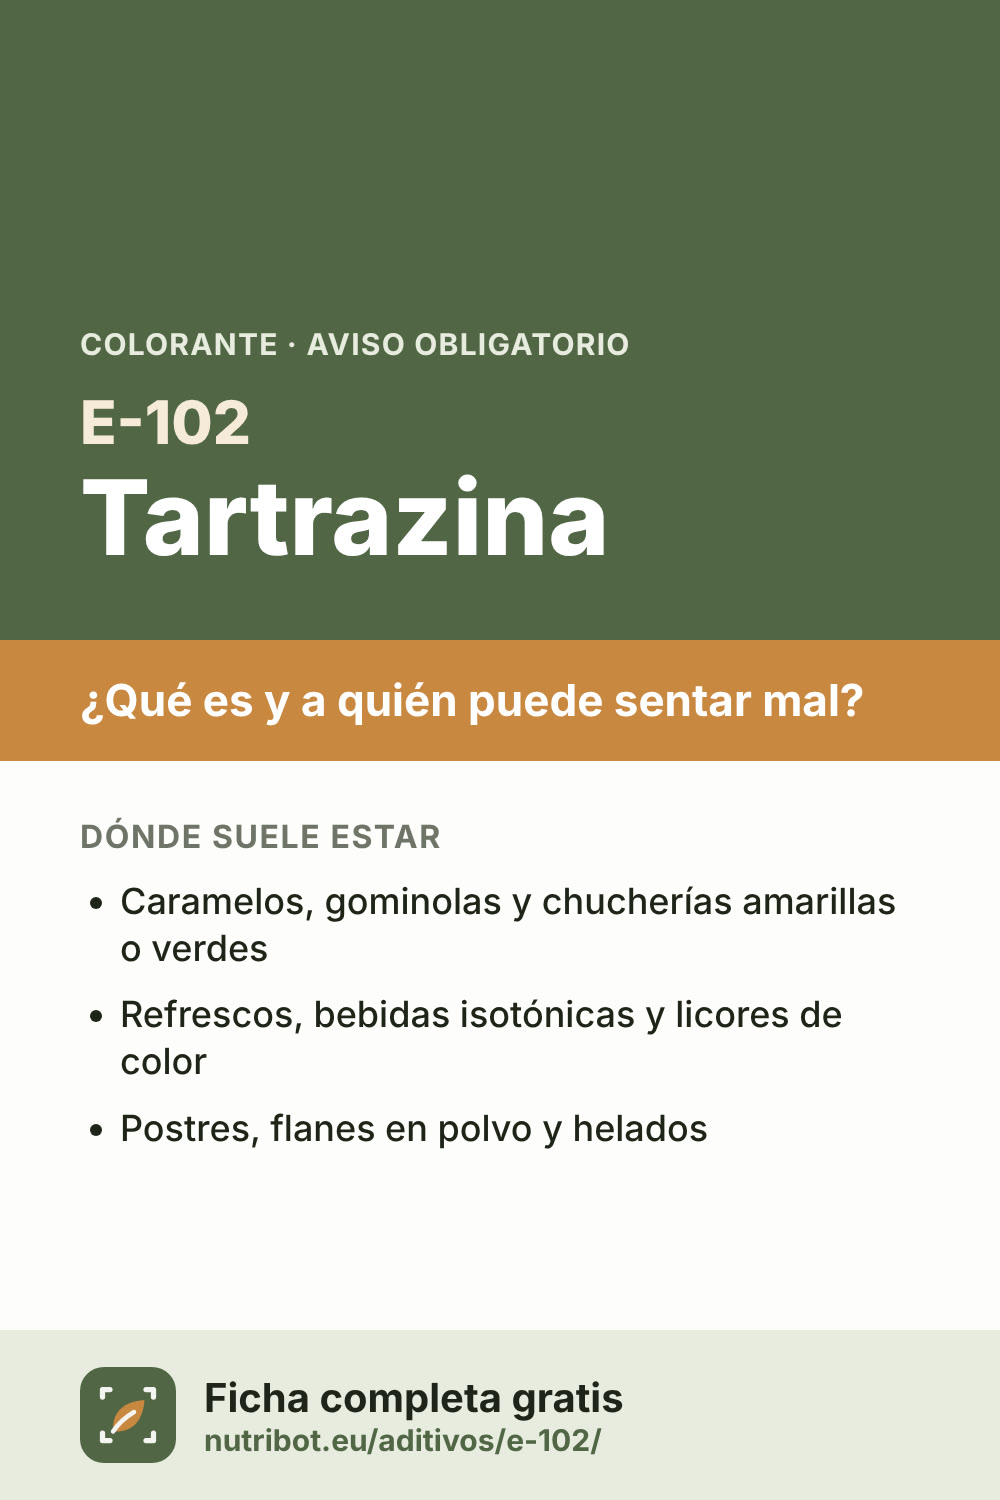 COLORANTE · AVISO OBLIGATORIO
E-102
Tartrazina
¿Qué es y a quién puede sentar mal?
DÓNDE SUELE ESTAR
• Caramelos, gominolas y chucherías amarillas
o verdes
• Refrescos, bebidas isotónicas y licores de
color
• Postres, flanes en polvo y helados
Ficha completa gratis
nutribot.eu/aditivos/e-102/